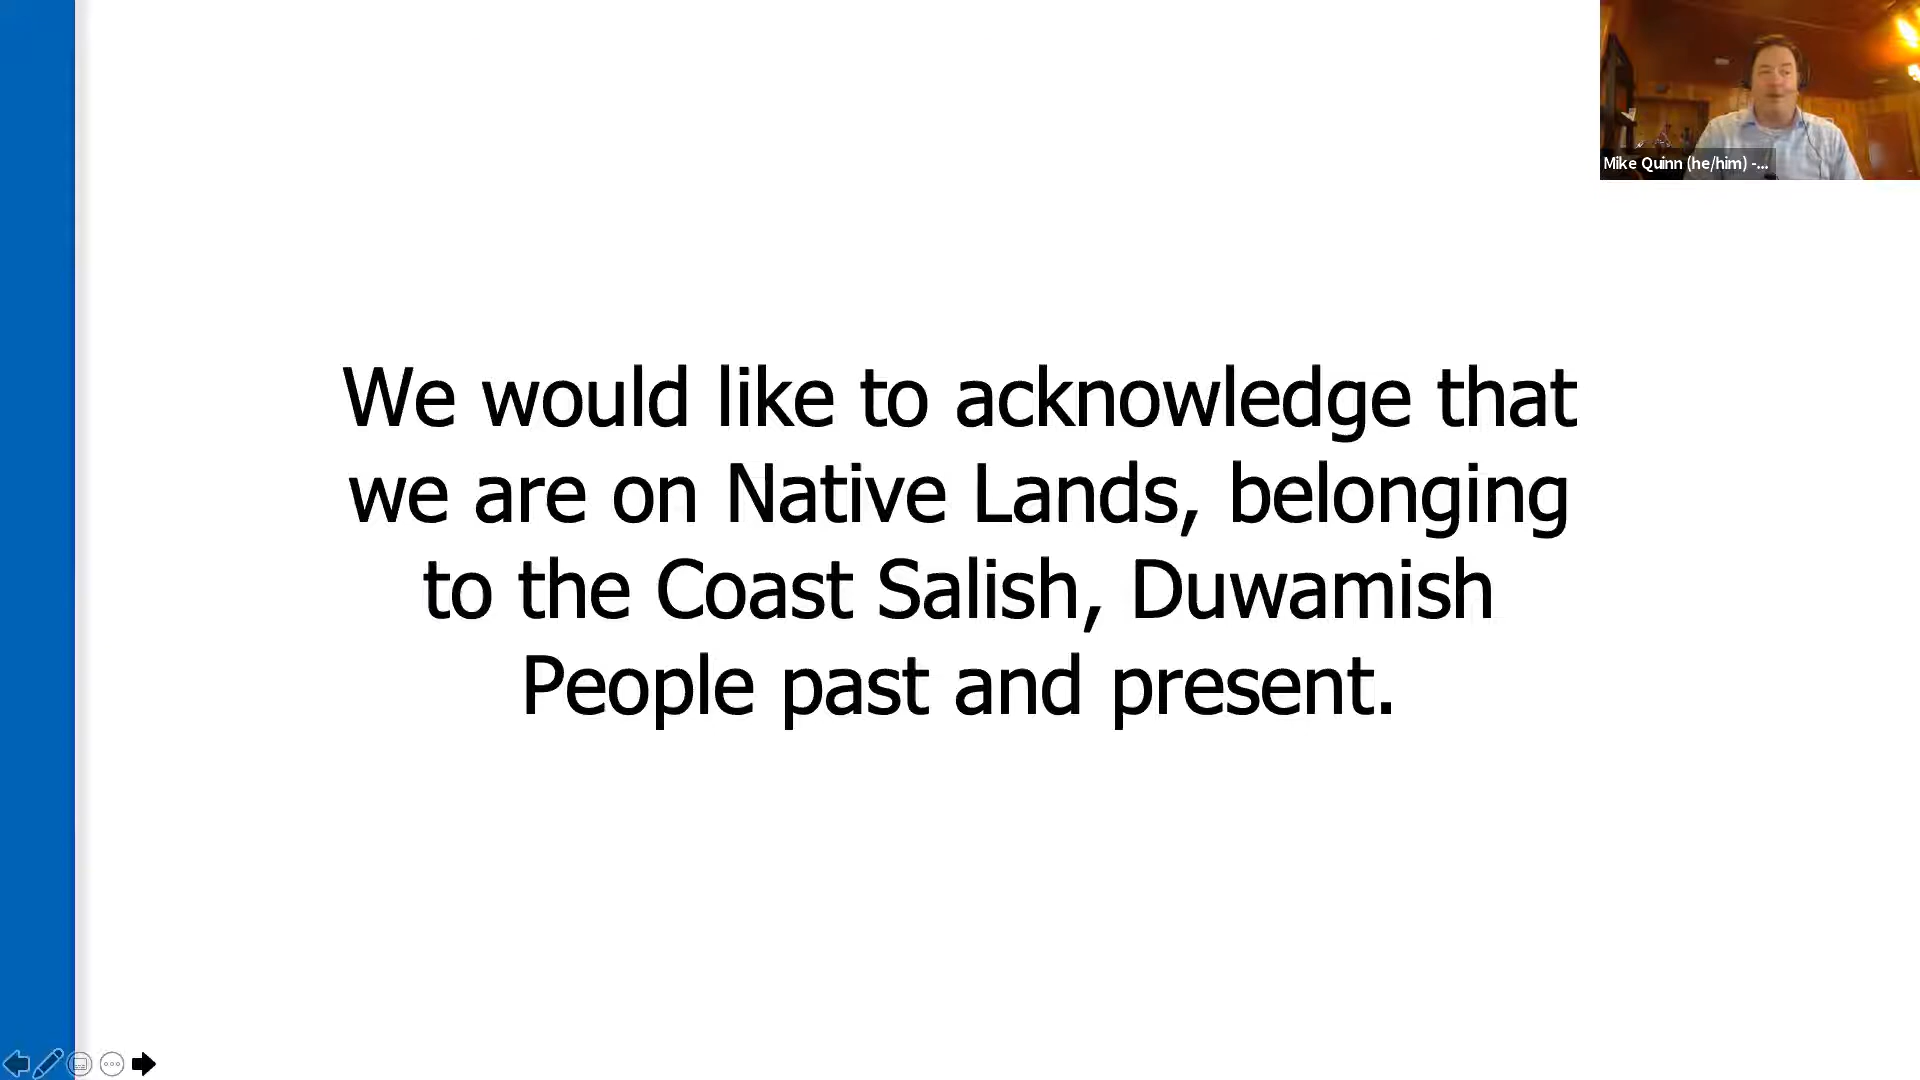 Mike Quinn (he/him) -...
We would like to acknowledge that
we are on Native Lands, belonging
to the Coast Salish, Duwamish
People past and present.